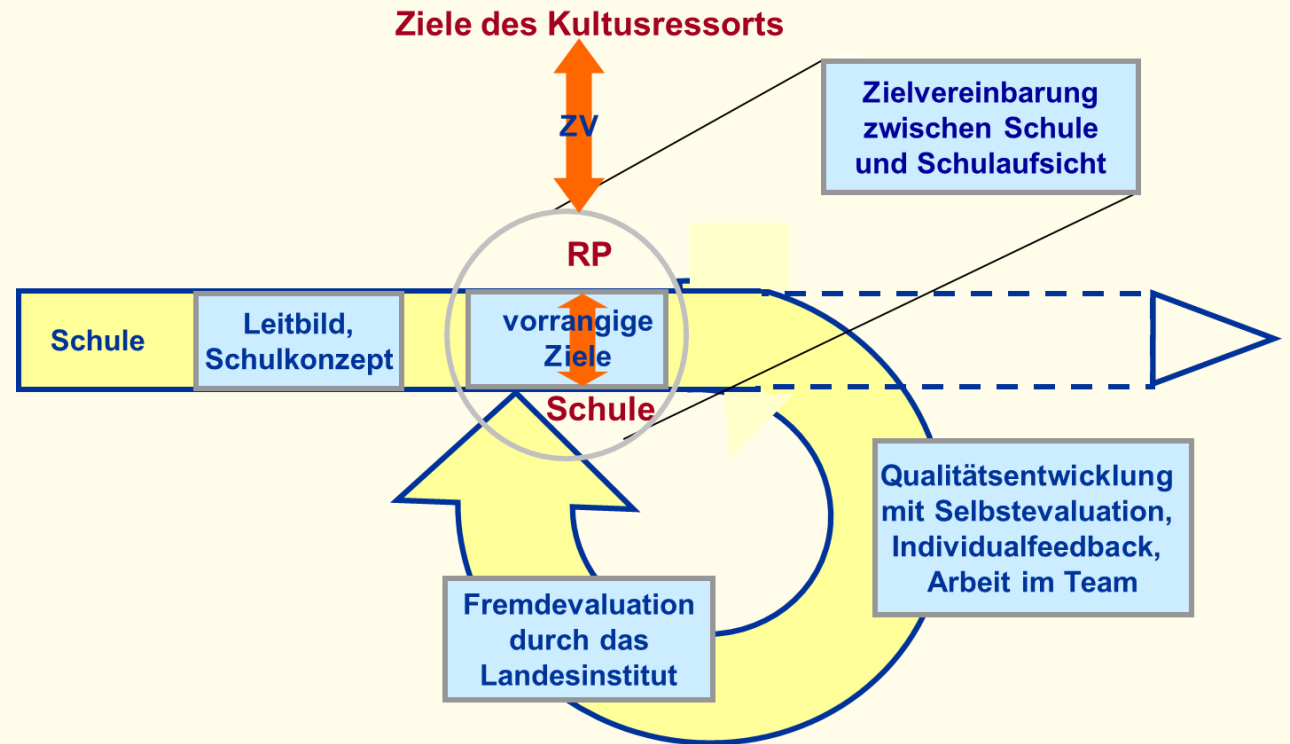 Ziele des Kultusressorts
ZV
Zielvereinbarung
zwischen Schule
und Schulaufsicht
RP
Schule
Leitbild,
Schulkonzept
vorrangige
Ziele
Schule
Qualitätsentwicklung
mit Selbstevaluation,
Individualfeedback,
Arbeit im Team
Fremdevaluation
durch das
Landesinstitut